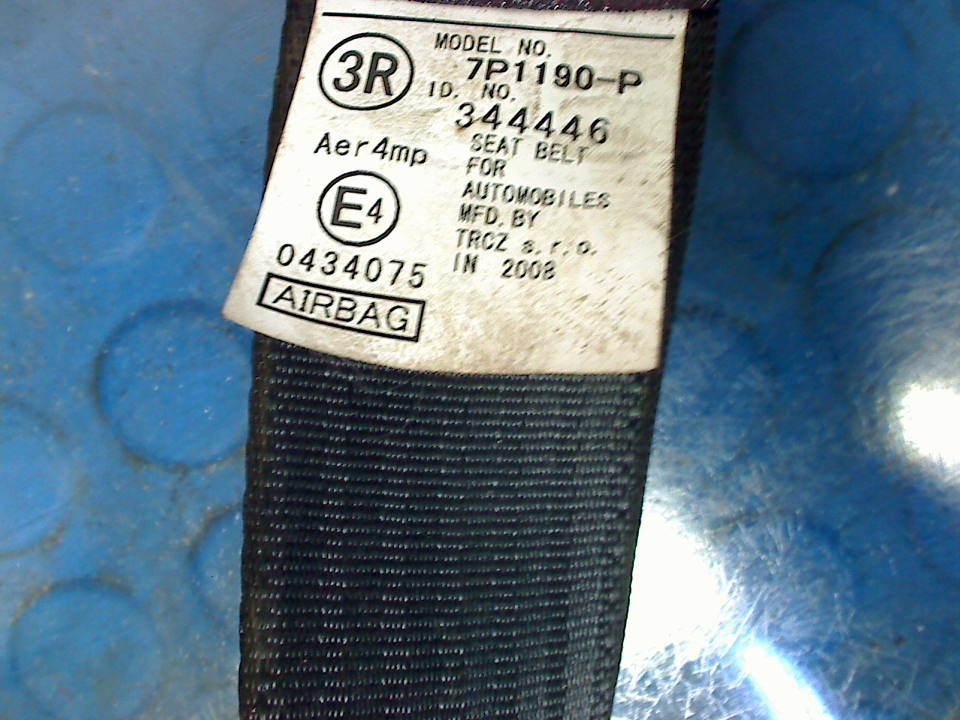 3R
MODEL NO.
7P1190-P
ID. NO.
344446
Aer4mp
SEAT BELT
FOR
AUTOMOBILES
MFD. BY
TRCZ s.r.o.
IN 2008
E4
0434075
AIRBAG